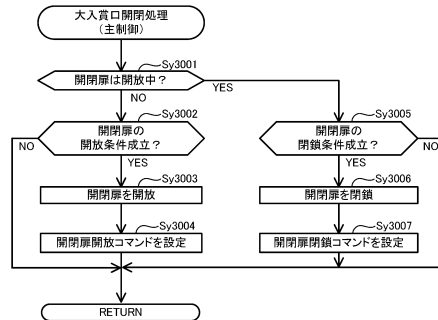 大入賞口開閉処理
(主制御)
Sy3001
開閉扉は開放中?
YES
NO
Sy3002
開閉扉の
開放条件成立?
NO
YES
Sy3003
開閉扉を開放
Sy3004
開閉扉開放コマンドを設定
Sy3005
開閉扉の
閉鎖条件成立?
NO
YES
Sy3006
開閉扉を閉鎖
Sy3007
開閉扉閉鎖コマンドを設定
RETURN